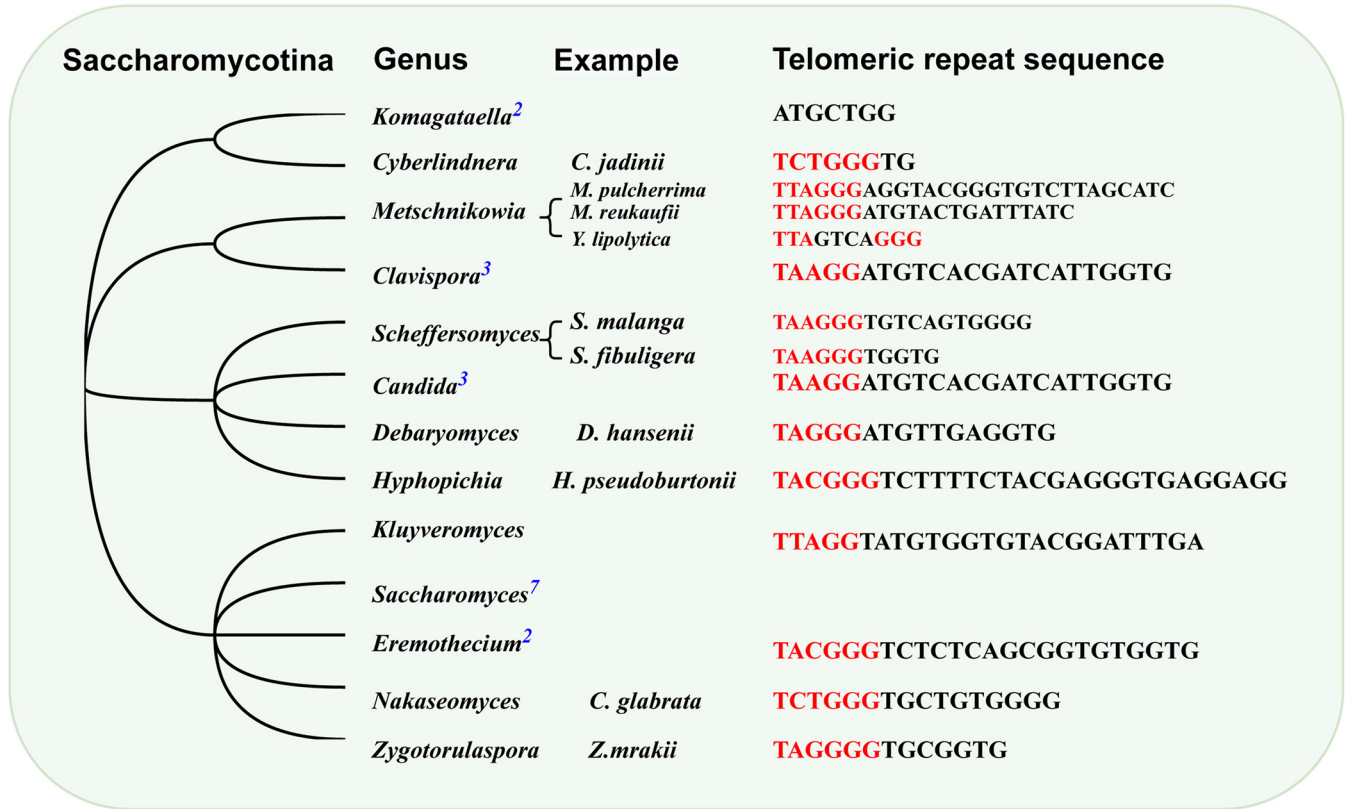 Saccharomycotina Genus Example Telomeric repeat sequence
Komagataella2 ATGCTGG
Cyberlindnera C. jadinii TCTGGGTG
M. pulcherrima TTAGGGAGGTACGGGTGTCTTAGCATC
Metschnikowia M. reukaufii TTAGGGATGTACTGATTTATC
Y. lipolytica TTAGTCAGGG
Clavispora3 TAAGGATGTCACGATCATTGGTG
S. malanga TAAGGGTGTCAGTGGGG
Scheffersomyces
S. fibuligera TAAGGGTGGTG
Candida3 TAAGGATGTCACGATCATTGGTG
Debaryomyces D. hansenii TAGGGATGTTGAGGTG
Hyphopichia H. pseudoburtonii TACGGGTCTTTTCTACGAGGGTGAGGAGG
Kluyveromyces TTAGGTATGTGGTGTACGGATTTGA
Saccharomyces7
Eremothecium2 TACGGGTCTCTCAGCGGTGTGGTG
Nakaseomyces C. glabrata TCTGGGTGCTGTGGGG
Zygotorulaspora Z.mrakii TAGGGGTGCGGTG